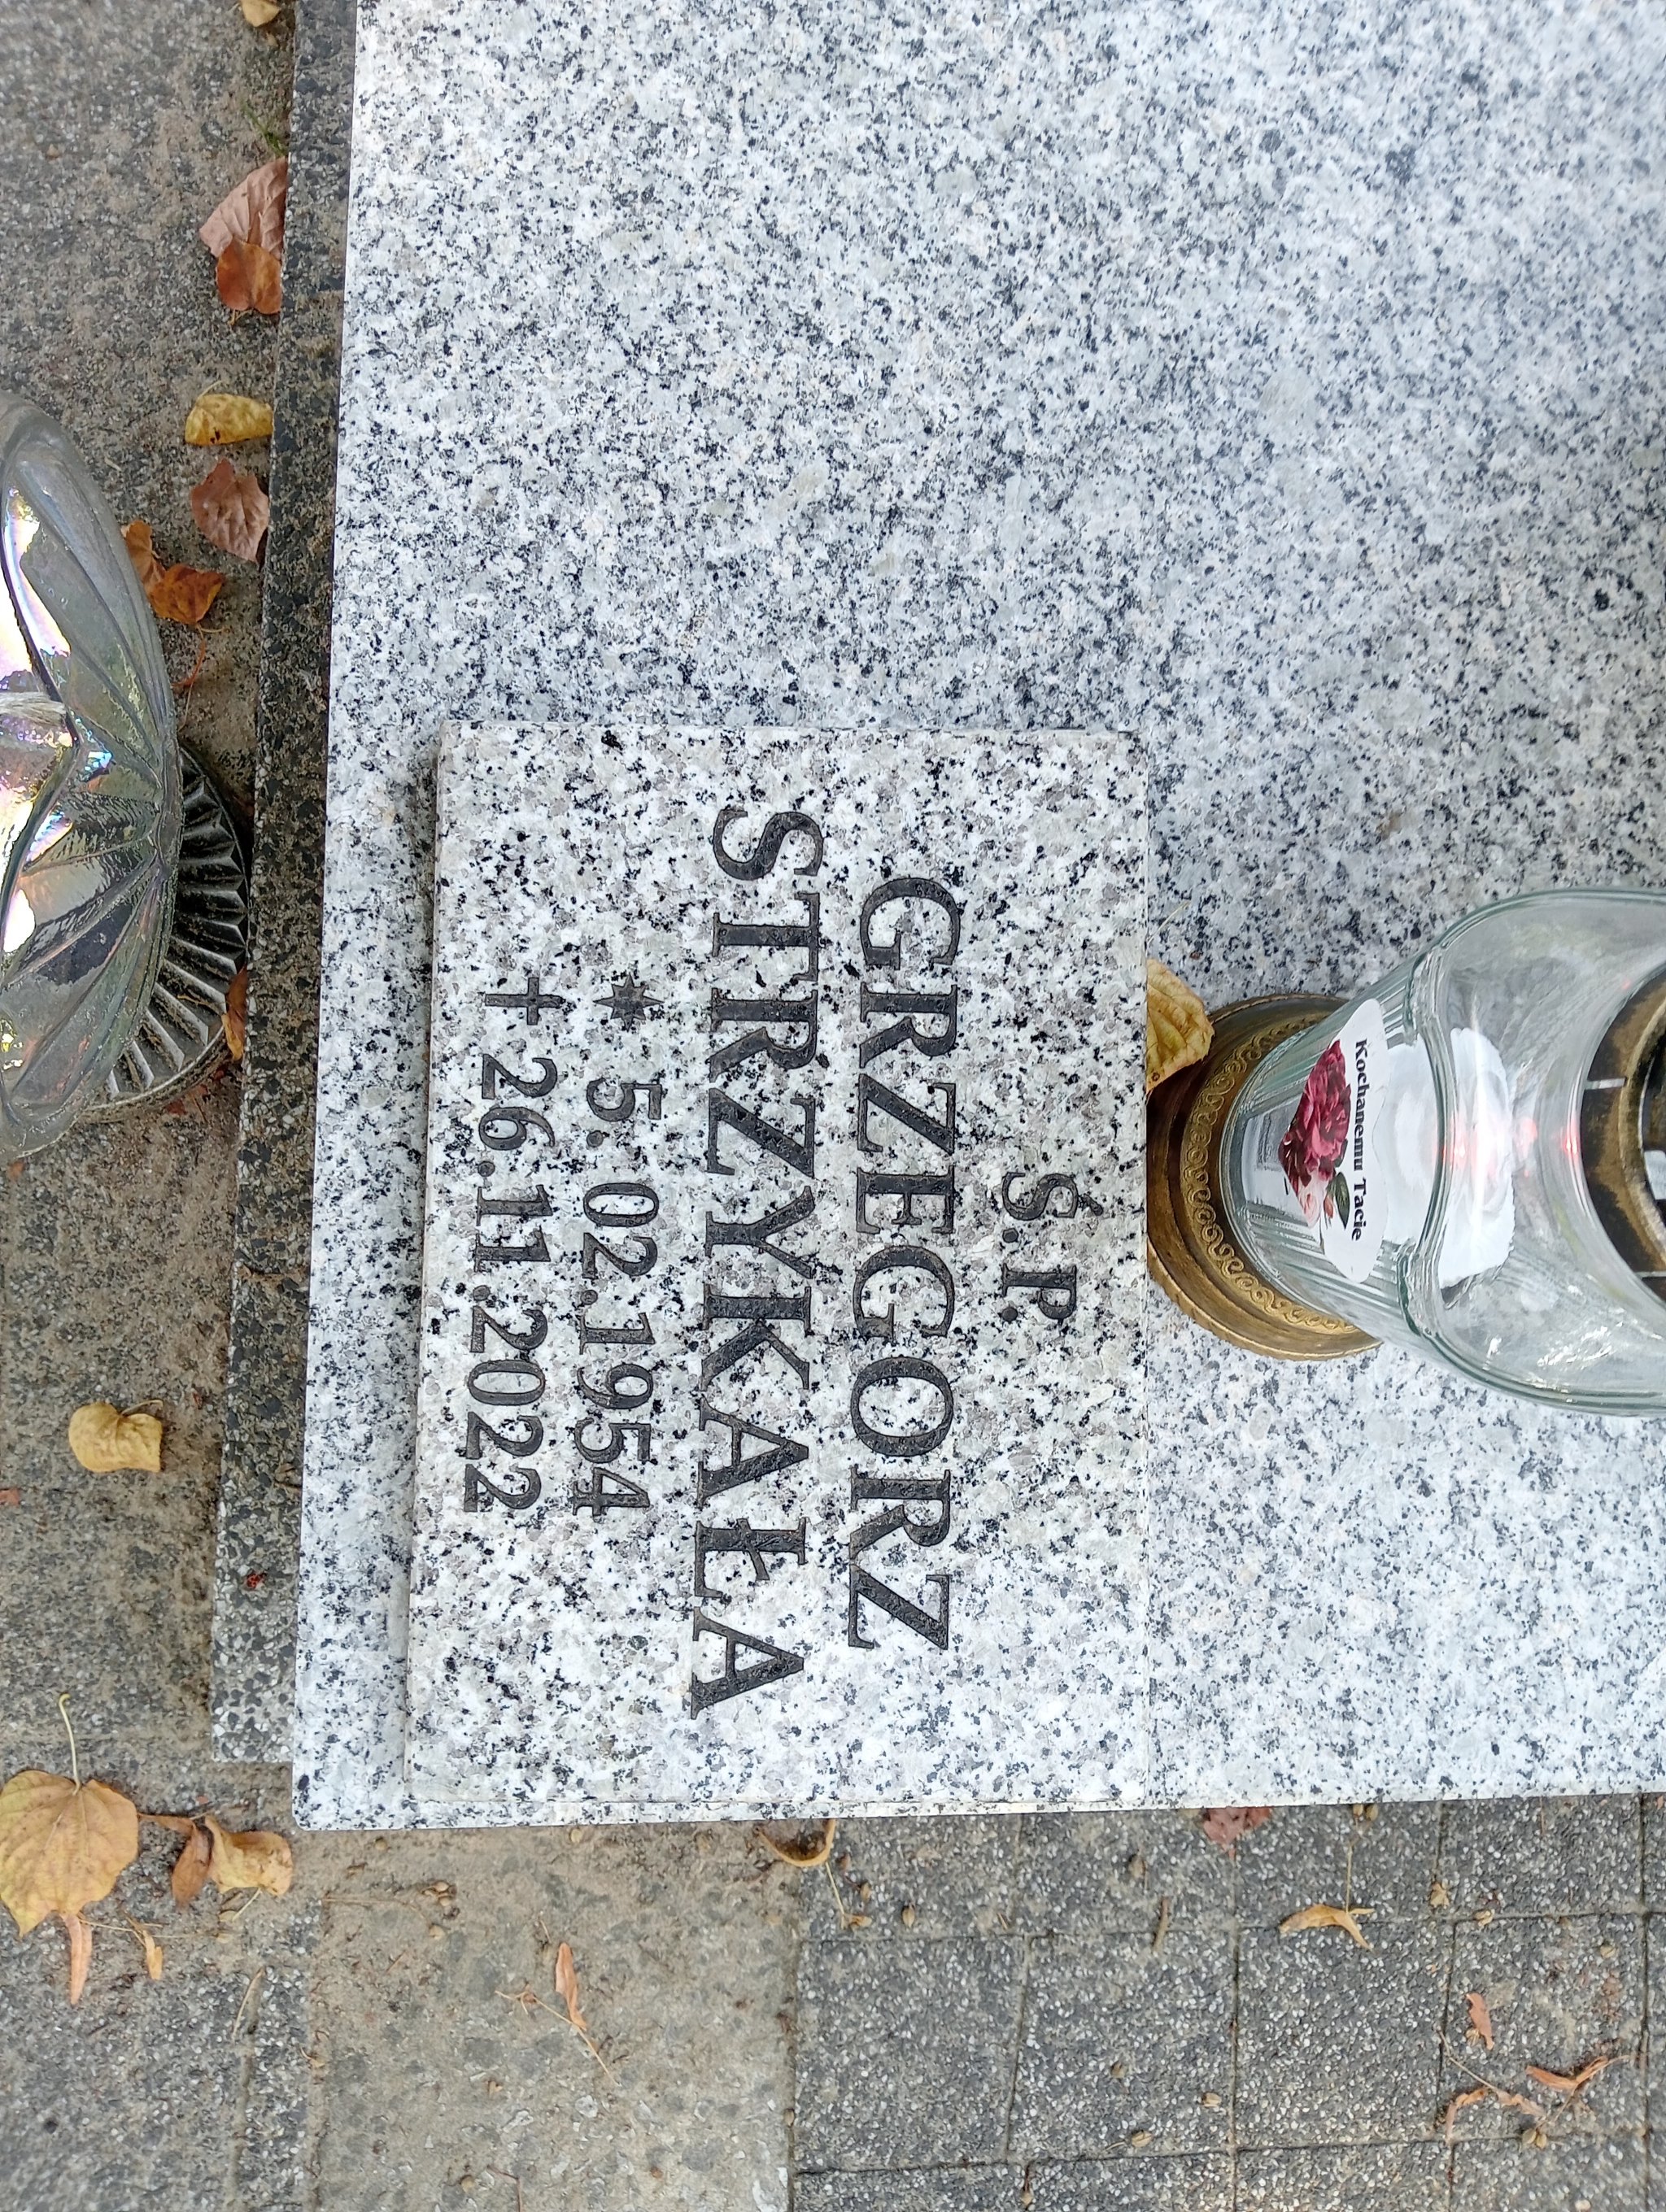 Ś.P.
GRZEGORZ
STRZYKAŁA
✷ 5.02.1954
✝ 26.11.2022
Kochanemu Tacie